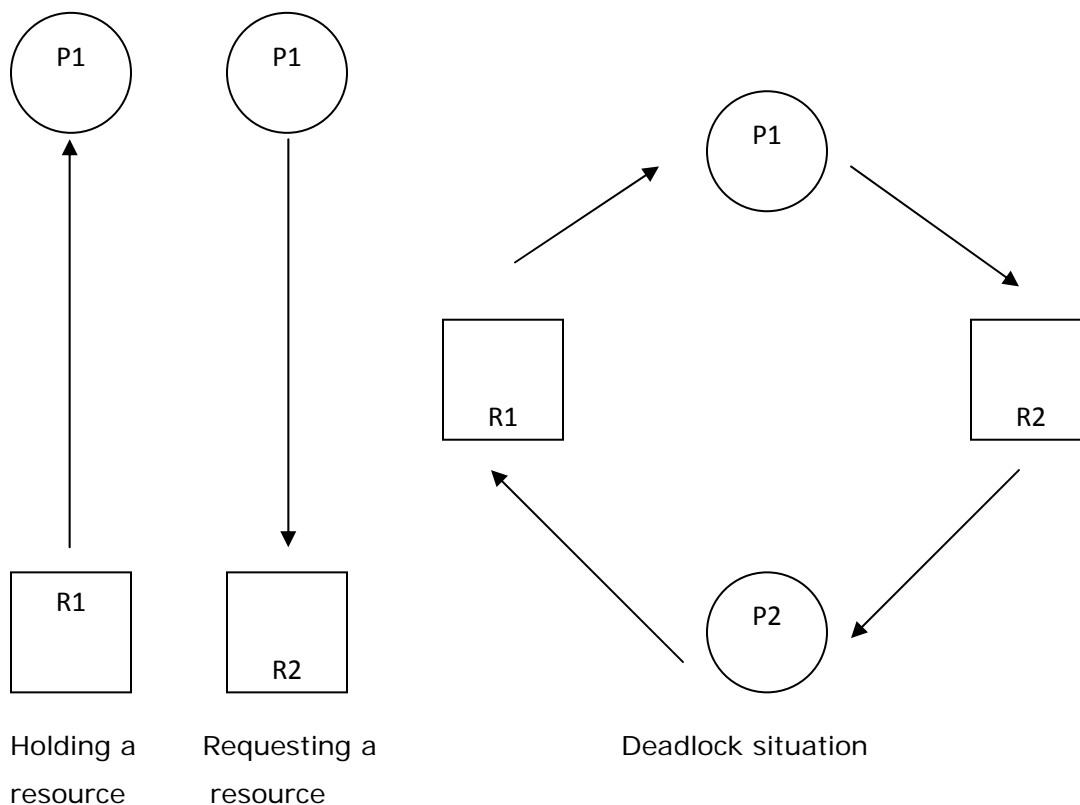 P1
P1
P1
R1
R2
R1
R2
P2
Holding a
resource
Requesting a
resource
Deadlock situation